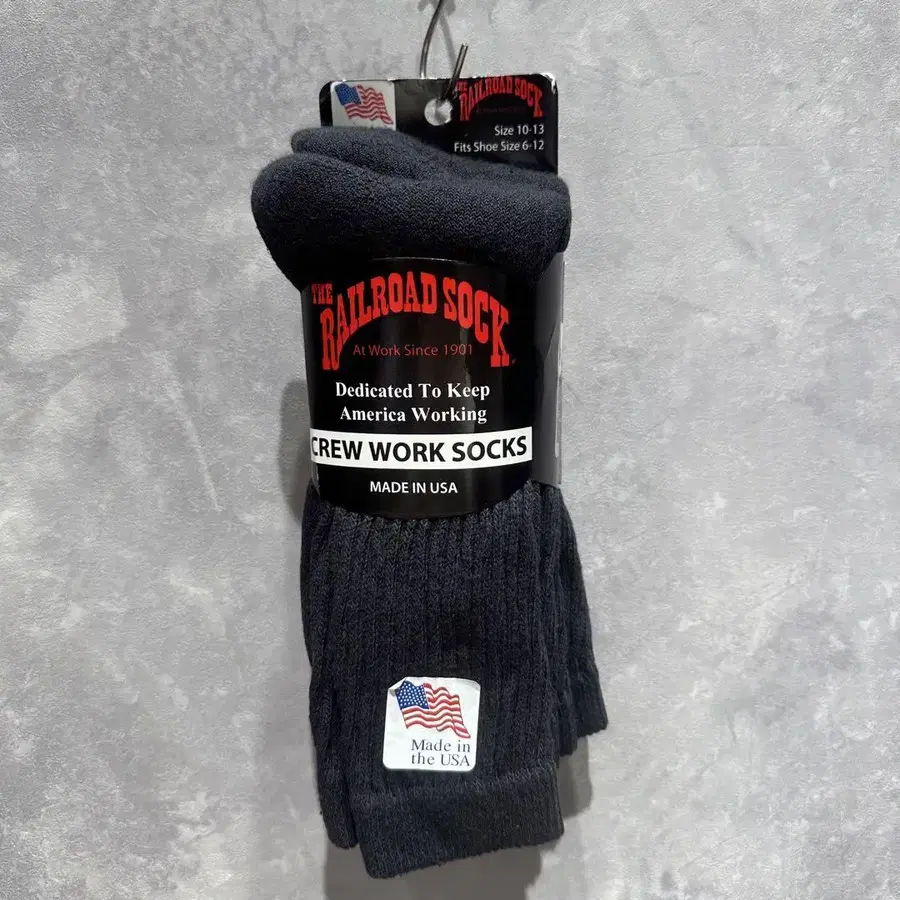 THE RAILROAD SOCK
Size 10-13
Fits Shoe Size 6-12
THE RAILROAD SOCK
At Work Since 1901
Dedicated To Keep
America Working
CREW WORK SOCKS
MADE IN USA
Made in
the USA